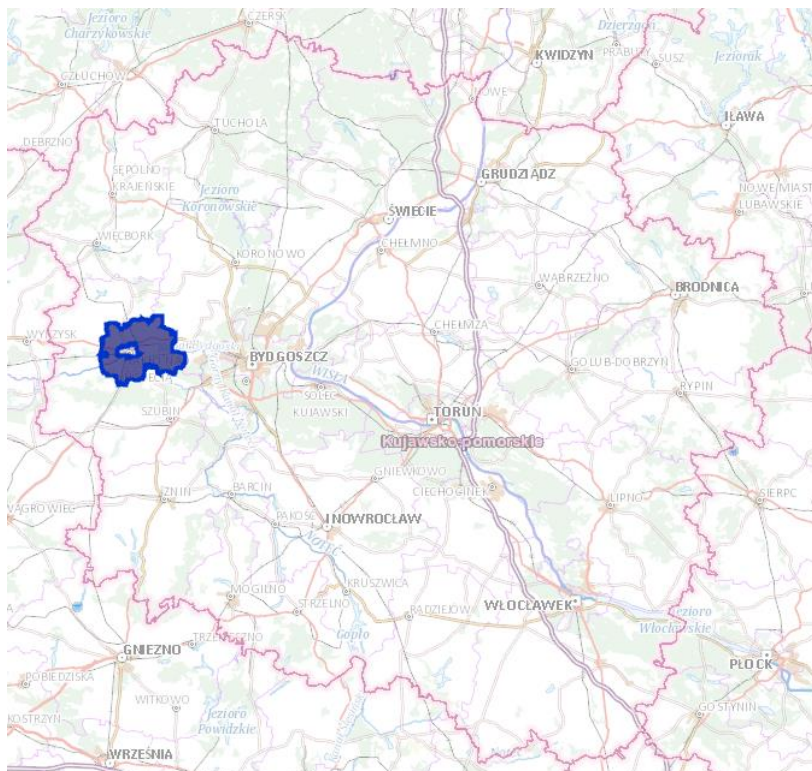 Jezioro
Charzykowskie
CZERSK
Dzierzgoń
PRABUTY
SUSZ
Jeziorak
KWIDZYN
CZŁUCHÓW
NOWE
IŁAWA
TUCHOLA
DEBRZNO
SĘPÓLNO
KRAJEŃSKIE
GRUDZIĄDZ
NOWE MIASTO
LUBAWSKIE
Jezioro
Koronowskie
ŚWIECIE
WIĘCBORK
CHEŁMNO
KORONOWO
WĄBRZEŹNO
BRODNICA
WYRZYSK
CHEŁMŻA
BYDGOSZCZ
GOLUB-DOBRZYŃ
WISŁA
SOLEC
KUJAWSKI
RYPIN
SZUBIN
TORUŃ
Kujawsko-pomorskie
GNIEWKOWO
CIECHOCINEK
ŻNIN
BARCIN
LIPNO
SIERPC
WĄGROWIEC
PAKOŚĆ
INOWROCŁAW
NOTEĆ
KRUSZWICA
MOGILNO
STRZELNO
RADZIEJÓW
WŁOCŁAWEK
Jezioro
Włocławskie
Gopło
TRZEMESZNO
GNIEZNO
PŁOCK
POBIEDZISKA
WITKOWO
GOSTYNIN
KOSTRZYN
Jezioro
Powidzkie
WRZEŚNIA